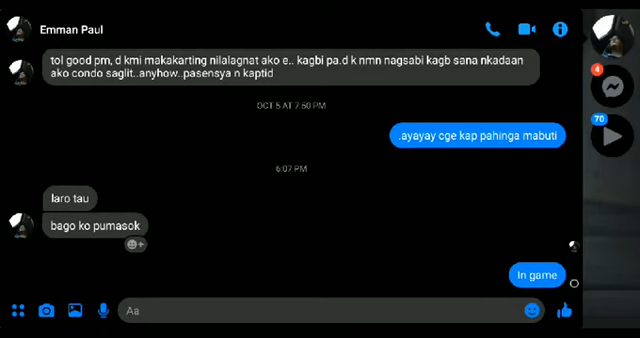 Emman Paul
tol good pm, d kmi makakarting nilalagnat ako e.. kagbi pa.d k nmn nagsabi kagb sana nkadaan
ako condo saglit..anyhow..pasensya n kaptid
OCT 5 AT 7:50 PM
.ayayay cge kap pahinga mabuti
6:07 PM
laro tau
bago ko pumasok
In game
Aa
4
70